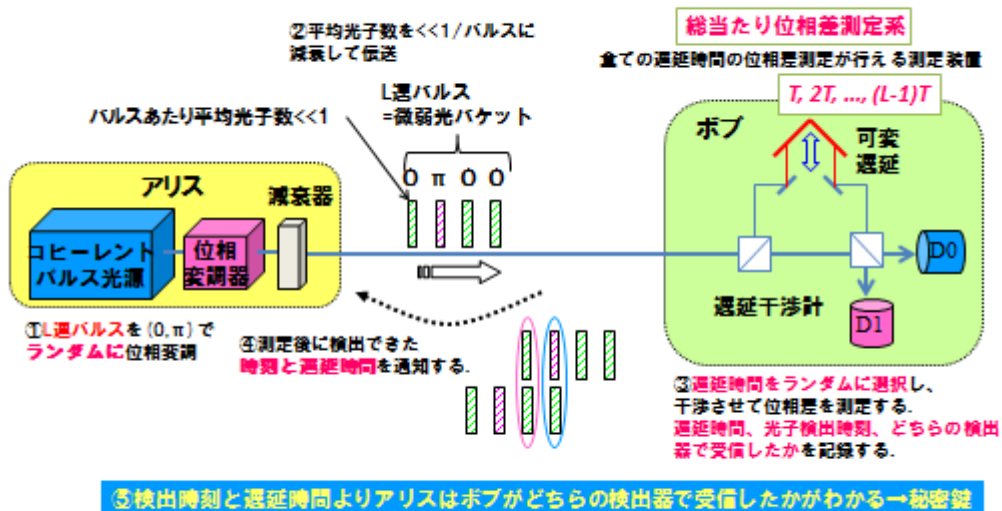 ②平均光子数を<<1/パルスに
減衰して伝送
総当たり位相差測定系
全ての遅延時間の位相差測定が行える測定装置
T, 2T, ..., (L-1)T
L連パルス
=微弱光パケット
パルスあたり平均光子数<<1
ボブ
可変
遅延
0 π 0 0
アリス
減衰器
コヒーレント
パルス光源
位相
変調器
D0
遅延干渉計
D1
①L連パルスを(0,π)で
ランダムに位相変調
④測定後に検出できた
時刻と遅延時間を通知する.
③遅延時間をランダムに選択し、
干渉させて位相差を測定する.
遅延時間、光子検出時刻、どちらの検出
器で受信したかを記録する.
⑤検出時刻と遅延時間よりアリスはボブがどちらの検出器で受信したかがわかる→秘密鍵